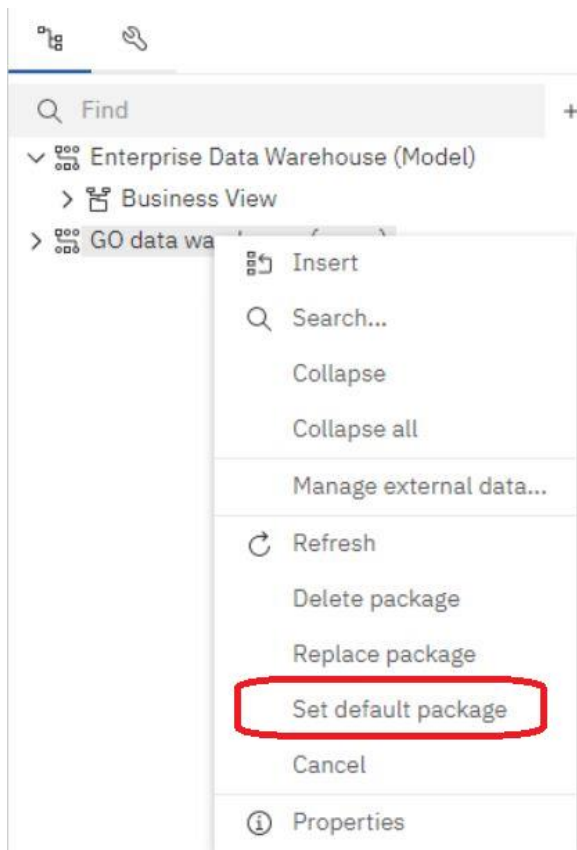 Find
Enterprise Data Warehouse (Model)
Business View
GO data wa
Insert
Search...
Collapse
Collapse all
Manage external data...
Refresh
Delete package
Replace package
Set default package
Cancel
Properties